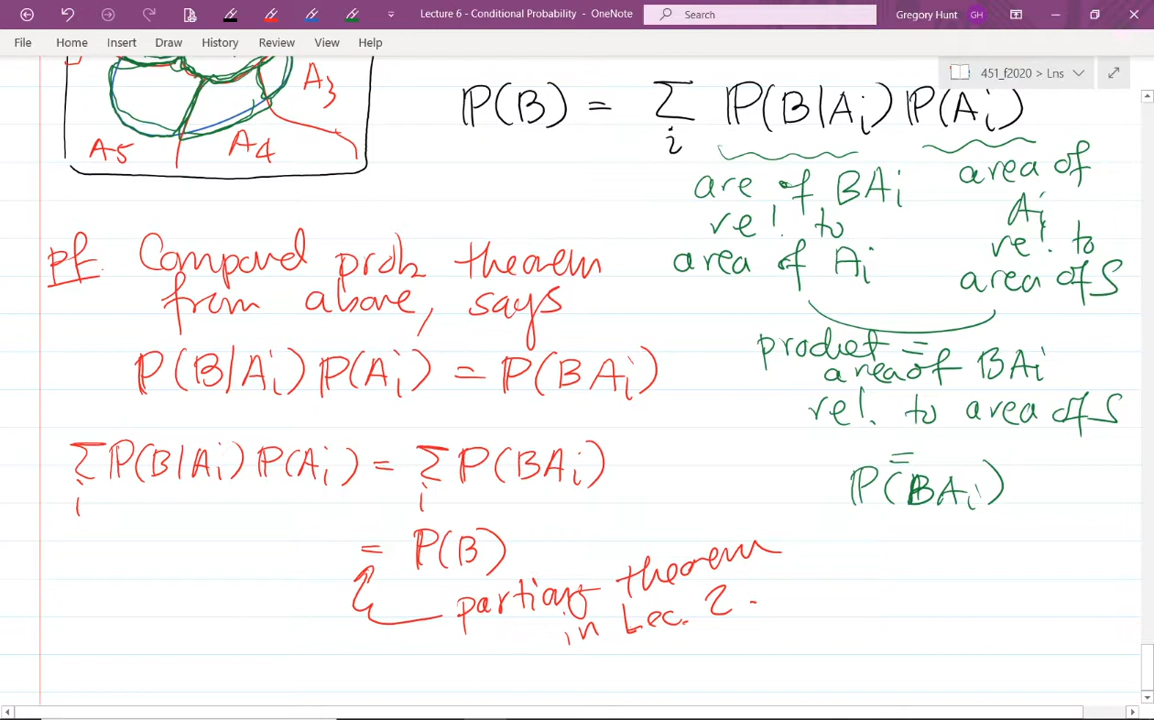 Lecture 6 - Conditional Probability - OneNote
Search
Gregory Hunt
GH
File Home Insert Draw History Review View Help
451_f2020 > Lns
A3
A5
A4
P(B) = Σ P(B|Ai) P(Ai)
i
are of BAi
rel. to
area of Ai
area of
Ai
rel. to
area of S
product =
area of BAi
rel. to area of S
=
P(BAi)
pf. Compound prob theorem
from above, says
P(B|Ai) P(Ai) = P(BAi)
Σ P(B|Ai) P(Ai) = Σ P(BAi)
i i
= P(B)
theorem
in Lec. 2.